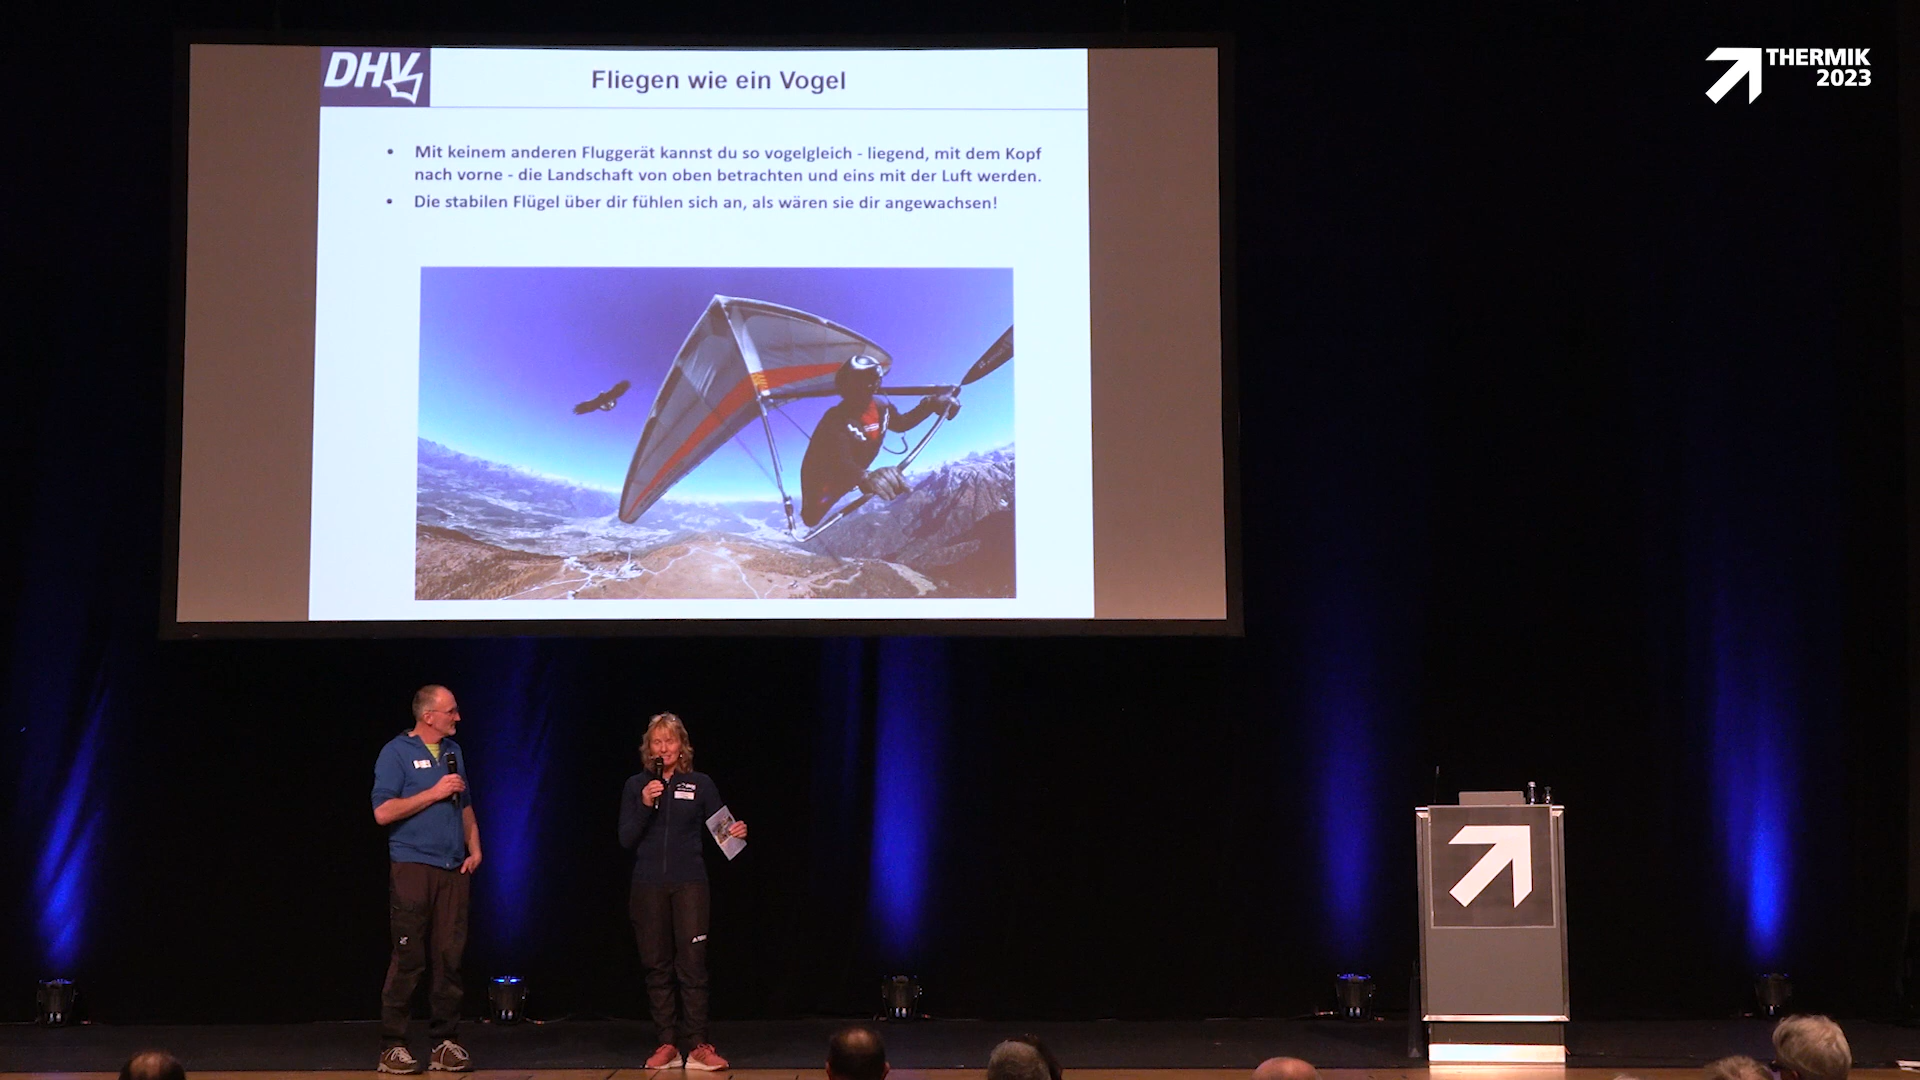 DHV
Fliegen wie ein Vogel
THERMIK
2023
• Mit keinem anderen Fluggerät kannst du so vogelgleich - liegend, mit dem Kopf
nach vorne - die Landschaft von oben betrachten und eins mit der Luft werden.
• Die stabilen Flügel über dir fühlen sich an, als wären sie dir angewachsen!